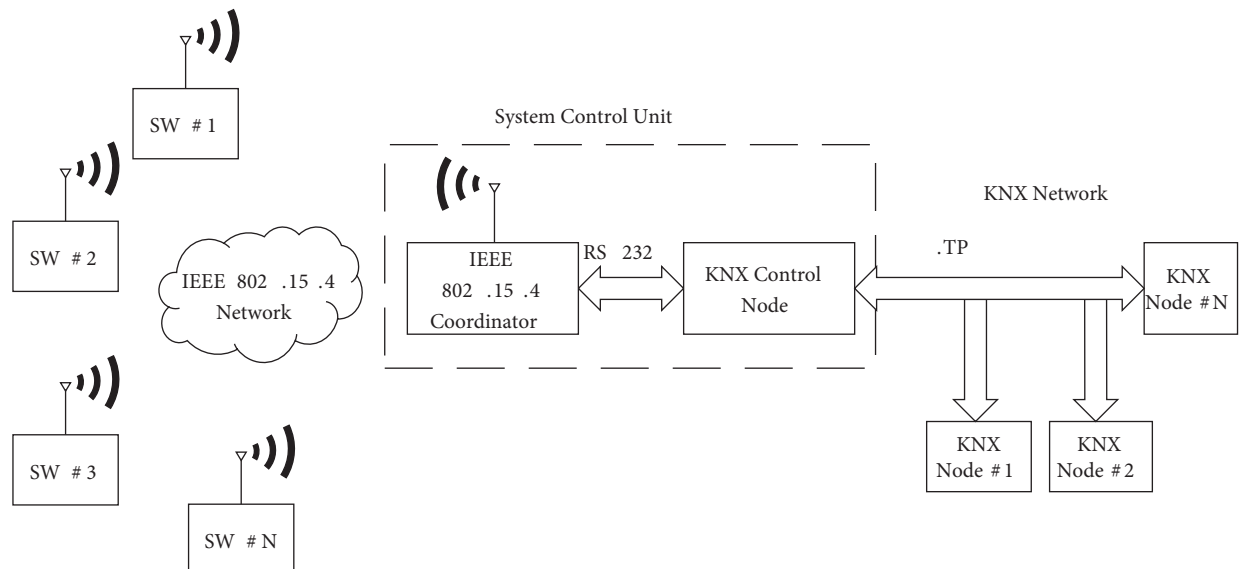 SW # 1
SW # 2
SW # 3
SW # N
IEEE 802 .15 .4
Network
System Control Unit
IEEE
802 .15 .4
Coordinator
RS 232
KNX Control
Node
KNX Network
.TP
KNX
Node # N
KNX
Node # 1
KNX
Node # 2